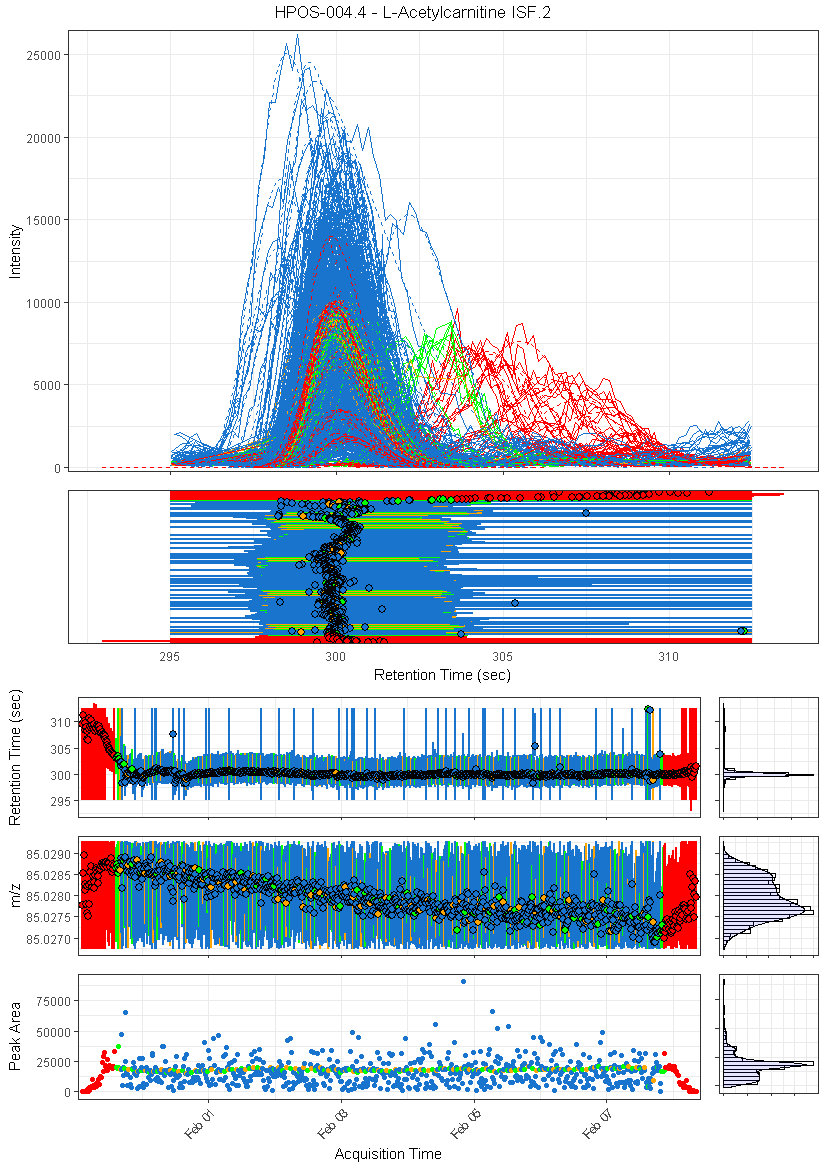 HPOS-004.4 - L-Acetylcarnitine ISF.2
25000
20000
15000
10000
5000
0
Intensity
295
300
305
310
Retention Time (sec)
310
305
300
295
Retention Time (sec)
85.0290
85.0285
85.0280
85.0275
85.0270
m/z
75000
50000
25000
0
Peak Area
Feb 01
Feb 03
Feb 05
Feb 07
Acquisition Time